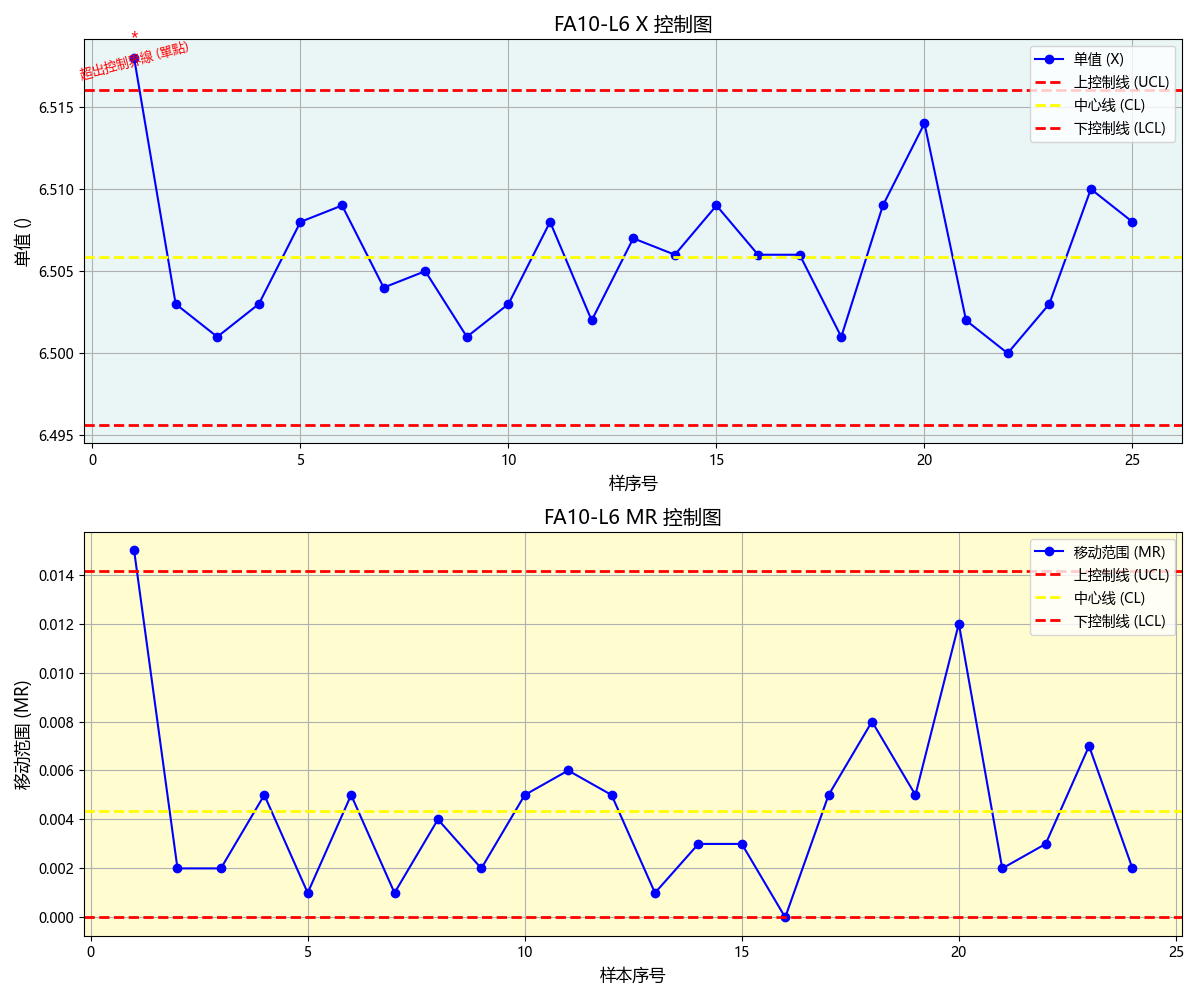 FA10-L6 X 控制图
*
超出控制界線 (單點)
单值 (X)
上控制线 (UCL)
中心线 (CL)
下控制线 (LCL)
单值 ()
6.515
6.510
6.505
6.500
6.495
0 5 10 15 20 25
样序号
FA10-L6 MR 控制图
移动范围 (MR)
上控制线 (UCL)
中心线 (CL)
下控制线 (LCL)
移动范围 (MR)
0.014
0.012
0.010
0.008
0.006
0.004
0.002
0.000
0 5 10 15 20 25
样本序号